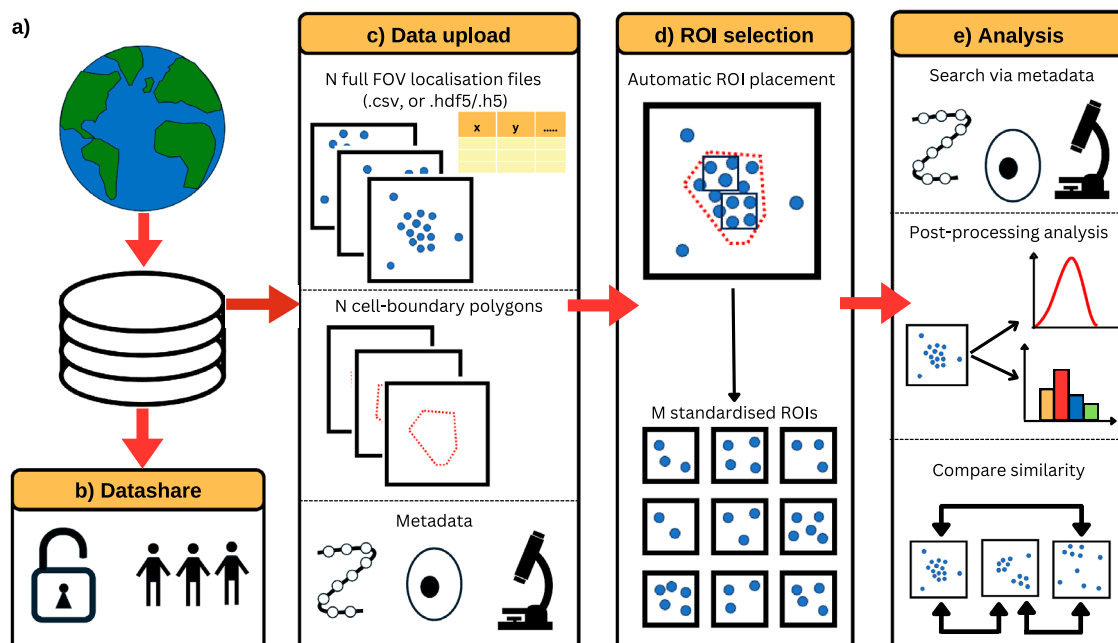 a)
b) Datashare
c) Data upload
N full FOV localisation files
(.csv, or .hdf5/.h5)
x y .....
N cell-boundary polygons
Metadata
d) ROI selection
Automatic ROI placement
M standardised ROIs
e) Analysis
Search via metadata
Post-processing analysis
Compare similarity